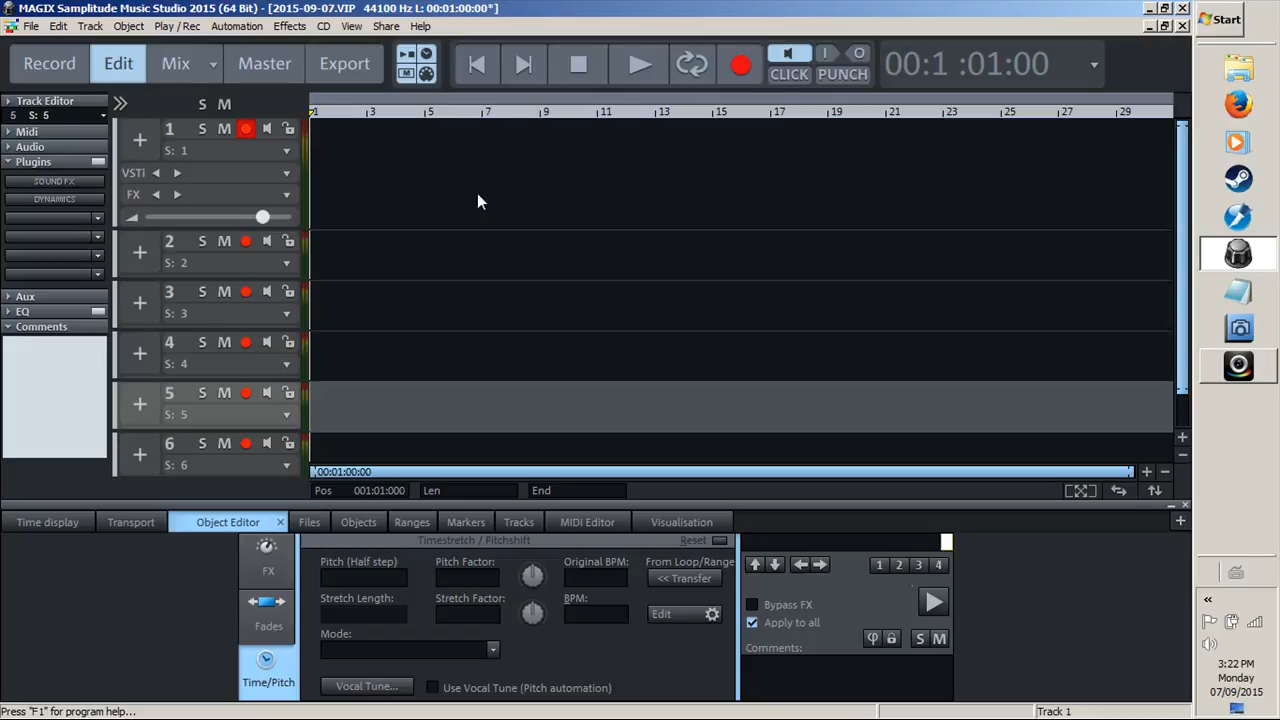 MAGIX Samplitude Music Studio 2015 (64 Bit) - [2015-09-07.VIP  44100 Hz L: 00:01:00:00*]
Start
File Edit Track Object Play / Rec Automation Effects CD View Share Help
Record Edit Mix Master Export CLICK I O PUNCH 00:1 :01:00
Track Editor
5 S: 5
Midi
Audio
Plugins
SOUND FX
DYNAMICS
Aux
EQ
Comments
S M
1 3 5 7 9 11 13 15 17 19 21 23 25 27 29
1 S M
S: 1
VSTi
FX
2 S M
S: 2
3 S M
S: 3
4 S M
S: 4
5 S M
S: 5
6 S M
S: 6
00:01:00:00
Pos 001:01:000 Len End
Time display Transport Object Editor Files Objects Ranges Markers Tracks MIDI Editor Visualisation
FX
Fades
Time/Pitch
Timestretch / Pitchshift Reset
Pitch (Half step) Pitch Factor: Original BPM: From Loop/Range
<< Transfer
Stretch Length: Stretch Factor: BPM:
Edit
Mode:
Vocal Tune... Use Vocal Tune (Pitch automation)
1 2 3 4
Bypass FX
Apply to all
S M
Comments:
3:22 PM
Monday
07/09/2015
Press "F1" for program help...
Track 1